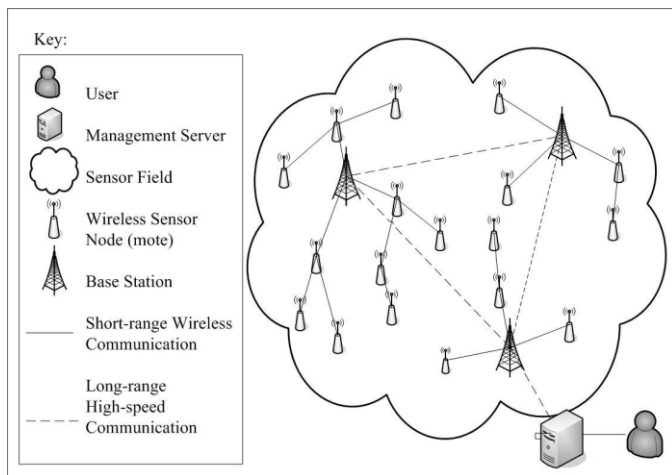 Key:
User
Management Server
Sensor Field
Wireless Sensor
Node (mote)
Base Station
Short-range Wireless
Communication
Long-range
High-speed
Communication